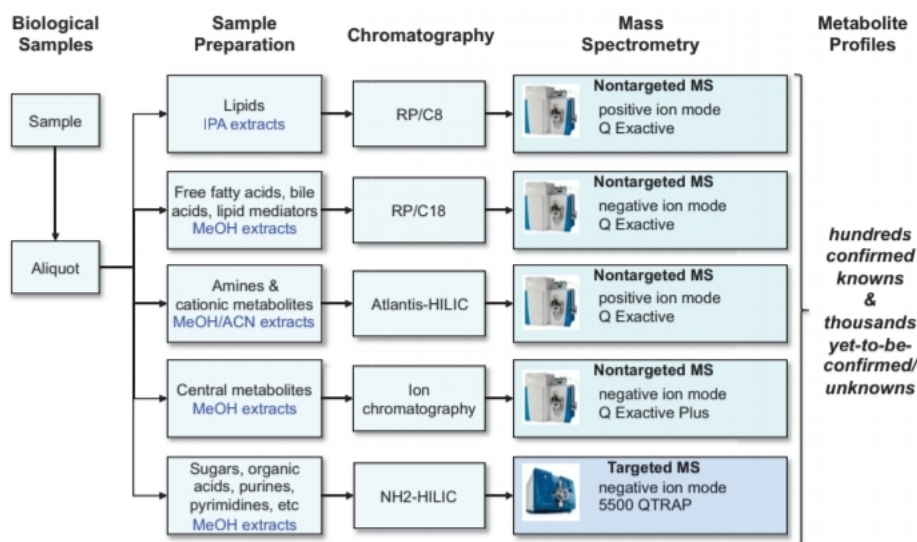 Biological
Samples
Sample
Preparation
Chromatography
Mass
Spectrometry
Metabolite
Profiles
Sample
Aliquot
Lipids
IPA extracts
RP/C8
Nontargeted MS
positive ion mode
Q Exactive
Free fatty acids, bile
acids, lipid mediators
MeOH extracts
RP/C18
Nontargeted MS
negative ion mode
Q Exactive
Amines &
cationic metabolites
MeOH/ACN extracts
Atlantis-HILIC
Nontargeted MS
positive ion mode
Q Exactive
Central metabolites
MeOH extracts
Ion
chromatography
Nontargeted MS
negative ion mode
Q Exactive Plus
Sugars, organic
acids, purines,
pyrimidines, etc
MeOH extracts
NH2-HILIC
Targeted MS
negative ion mode
5500 QTRAP
hundreds
confirmed
knowns
&
thousands
yet-to-be-
confirmed/
unknowns